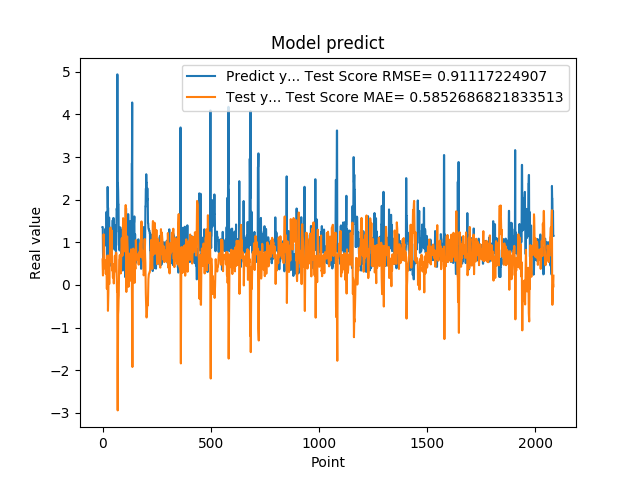 Model predict
Predict y... Test Score RMSE= 0.91117224907
Test y... Test Score MAE= 0.5852686821833513
Real value
5
4
3
2
1
0
−1
−2
−3
0 500 1000 1500 2000
Point